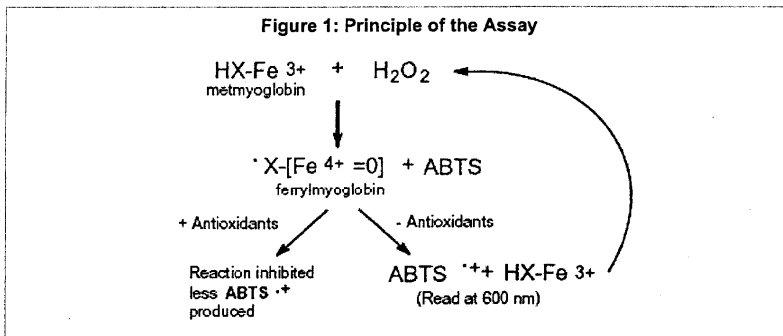 Figure 1: Principle of the Assay
HX-Fe 3+ + H₂O₂
metmyoglobin
· X-[Fe 4+ =0] + ABTS
ferrylmyoglobin
+ Antioxidants - Antioxidants
Reaction inhibited
less ABTS ·+
produced
ABTS ·++ HX-Fe 3+
(Read at 600 nm)